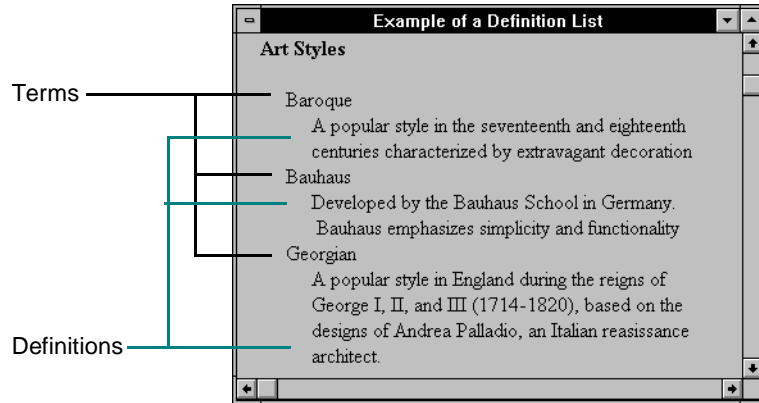 Example of a Definition List
Art Styles
Terms
Baroque
A popular style in the seventeenth and eighteenth
centuries characterized by extravagant decoration
Bauhaus
Developed by the Bauhaus School in Germany.
Bauhaus emphasizes simplicity and functionality
Georgian
A popular style in England during the reigns of
George I, II, and III (1714-1820), based on the
designs of Andrea Palladio, an Italian reasissance
architect.
Definitions